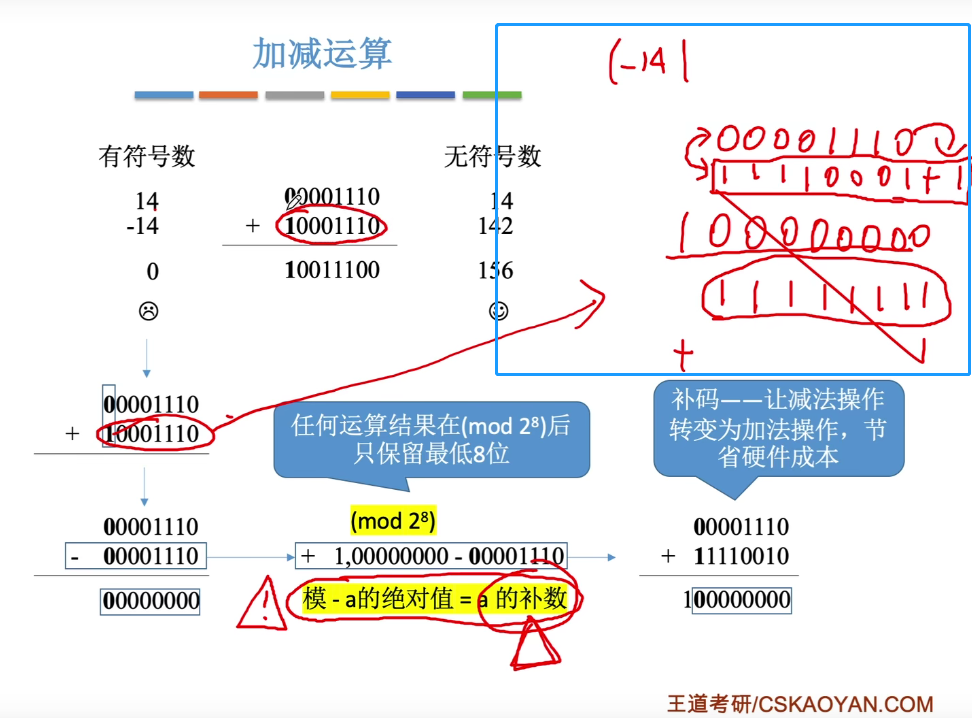 加减运算
(-14|
有符号数
无符号数
00001110
11110001+1
14
00001110
14
-14
+ 10001110
142
100000000
0
10011100
156
11111111
+ 1
00001110
+ 10001110
任何运算结果在(mod 2⁸)后
只保留最低8位
补码——让减法操作
转变为加法操作，节
省硬件成本
00001110
- 00001110
00000000
(mod 2⁸)
+ 1,00000000 - 00001110
模 - a的绝对值 = a 的补数
00001110
+ 11110010
100000000
王道考研/CSKAOYAN.COM